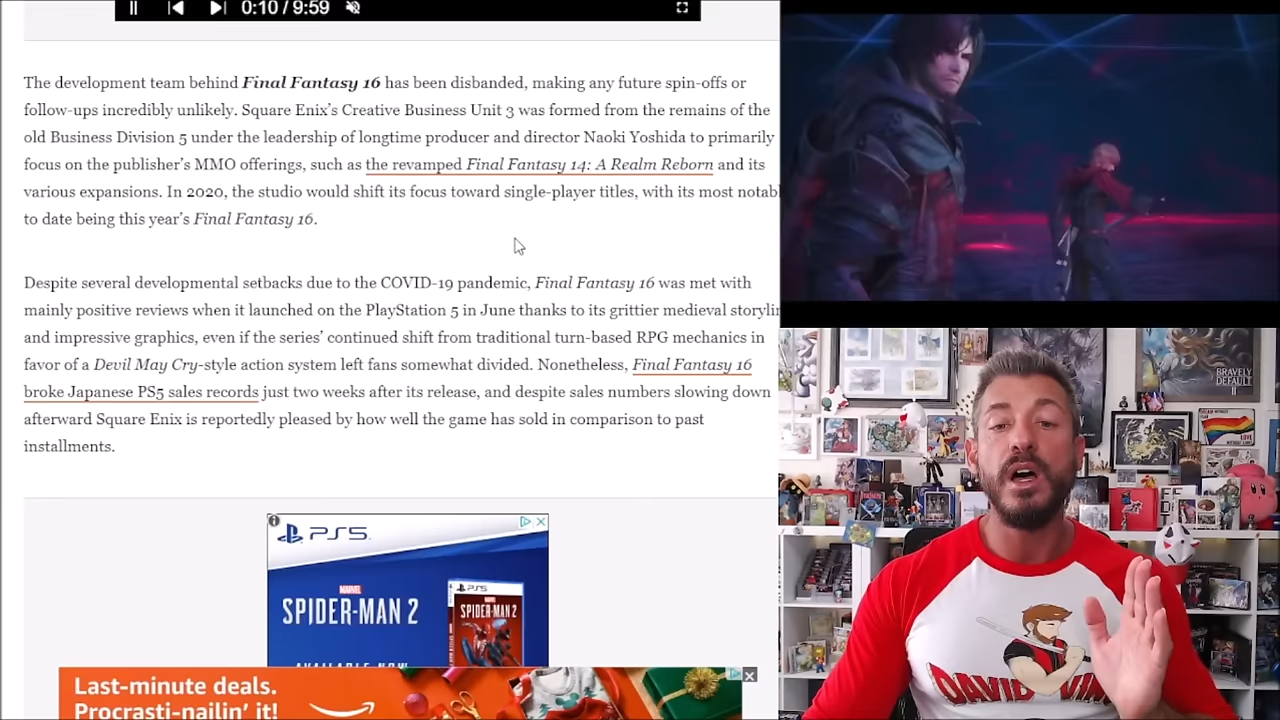 0:10 / 9:59
The development team behind Final Fantasy 16 has been disbanded, making any future spin-offs or
follow-ups incredibly unlikely. Square Enix's Creative Business Unit 3 was formed from the remains of the
old Business Division 5 under the leadership of longtime producer and director Naoki Yoshida to primarily
focus on the publisher's MMO offerings, such as the revamped Final Fantasy 14: A Realm Reborn and its
various expansions. In 2020, the studio would shift its focus toward single-player titles, with its most notabl
to date being this year's Final Fantasy 16.
Despite several developmental setbacks due to the COVID-19 pandemic, Final Fantasy 16 was met with
mainly positive reviews when it launched on the PlayStation 5 in June thanks to its grittier medieval storylin
and impressive graphics, even if the series' continued shift from traditional turn-based RPG mechanics in
favor of a Devil May Cry-style action system left fans somewhat divided. Nonetheless, Final Fantasy 16
broke Japanese PS5 sales records just two weeks after its release, and despite sales numbers slowing down
afterward Square Enix is reportedly pleased by how well the game has sold in comparison to past
installments.
PS5
MARVEL
SPIDER-MAN 2
AVAILABLE NOW
PS5
MARVEL
SPIDER-MAN 2
Last-minute deals.
Procrasti-nailin' it!
BRAVELY
DEFAULT
II
LOVE
DAVID VIN